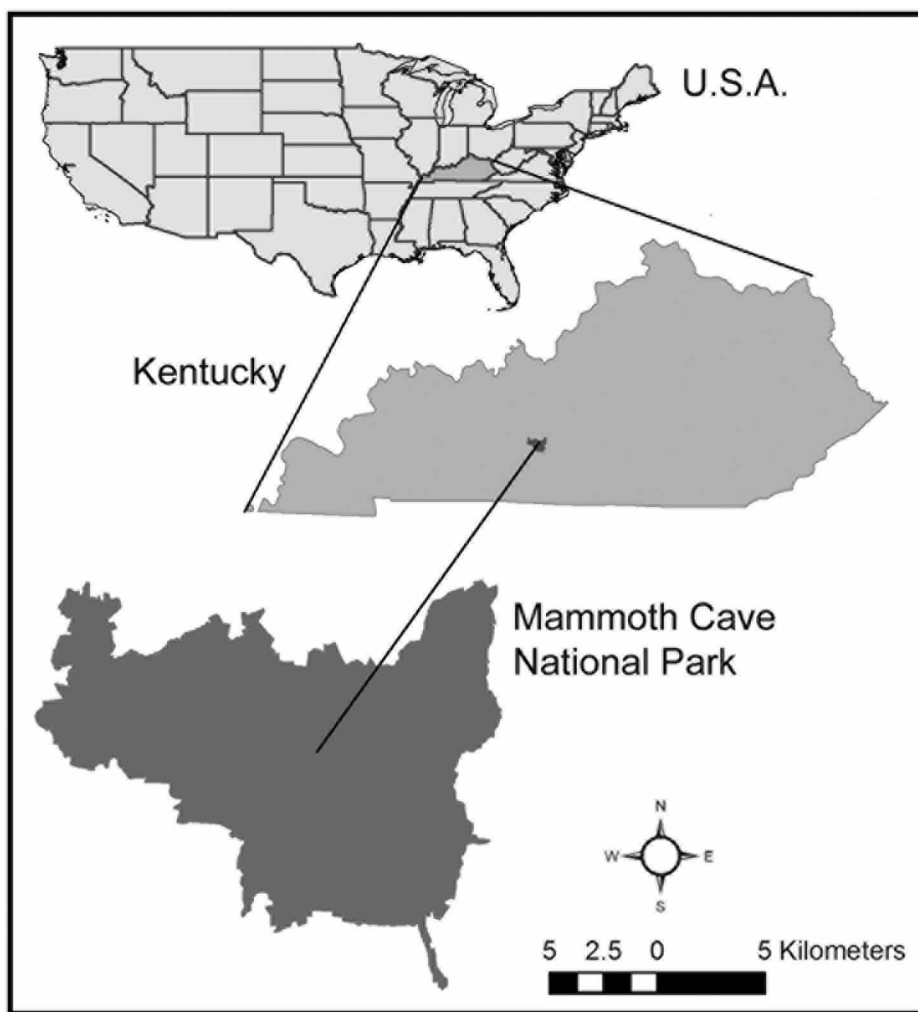 U.S.A.
Kentucky
Mammoth Cave
National Park
N
W E
S
5 2.5 0 5 Kilometers